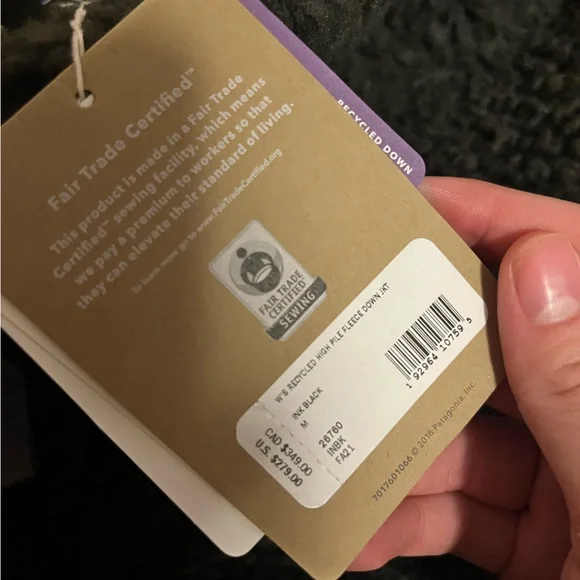 Fair Trade Certified™
This product is made in a Fair Trade
Certified™ sewing facility, which means
we pay a premium to workers so that
they can elevate their standard of living.
To learn more go to www.FairTradeCertified.org
FAIR TRADE
CERTIFIED™
SEWING
RECYCLED DOWN
W'S RECYCLED HIGH PILE FLEECE DOWN JKT
INK BLACK
M
26760
INBK
FA21
CAD $349.00
U.S. $279.00
1 92964 10759 5
7017601066 © 2018 Patagonia, Inc.